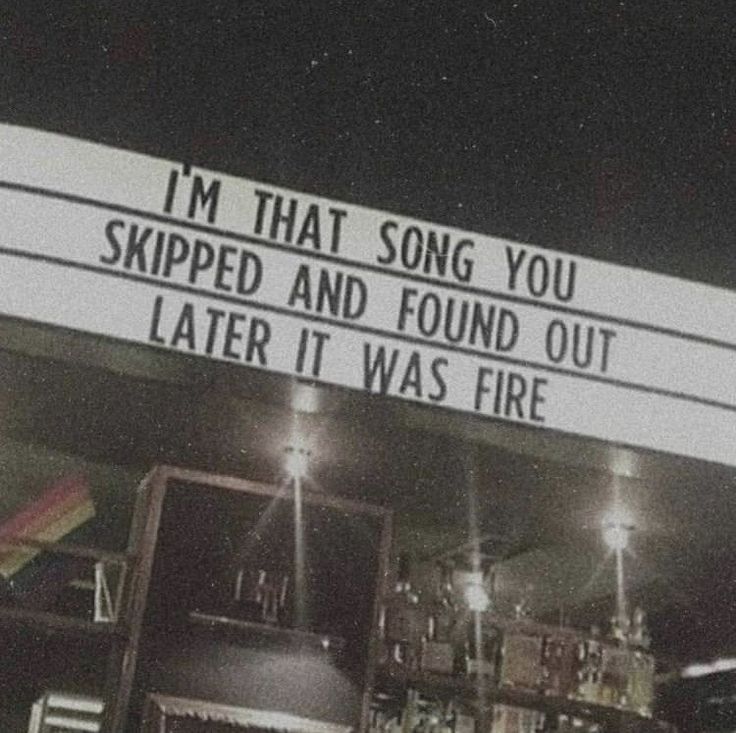 I'M THAT SONG YOU
SKIPPED AND FOUND OUT
LATER IT WAS FIRE